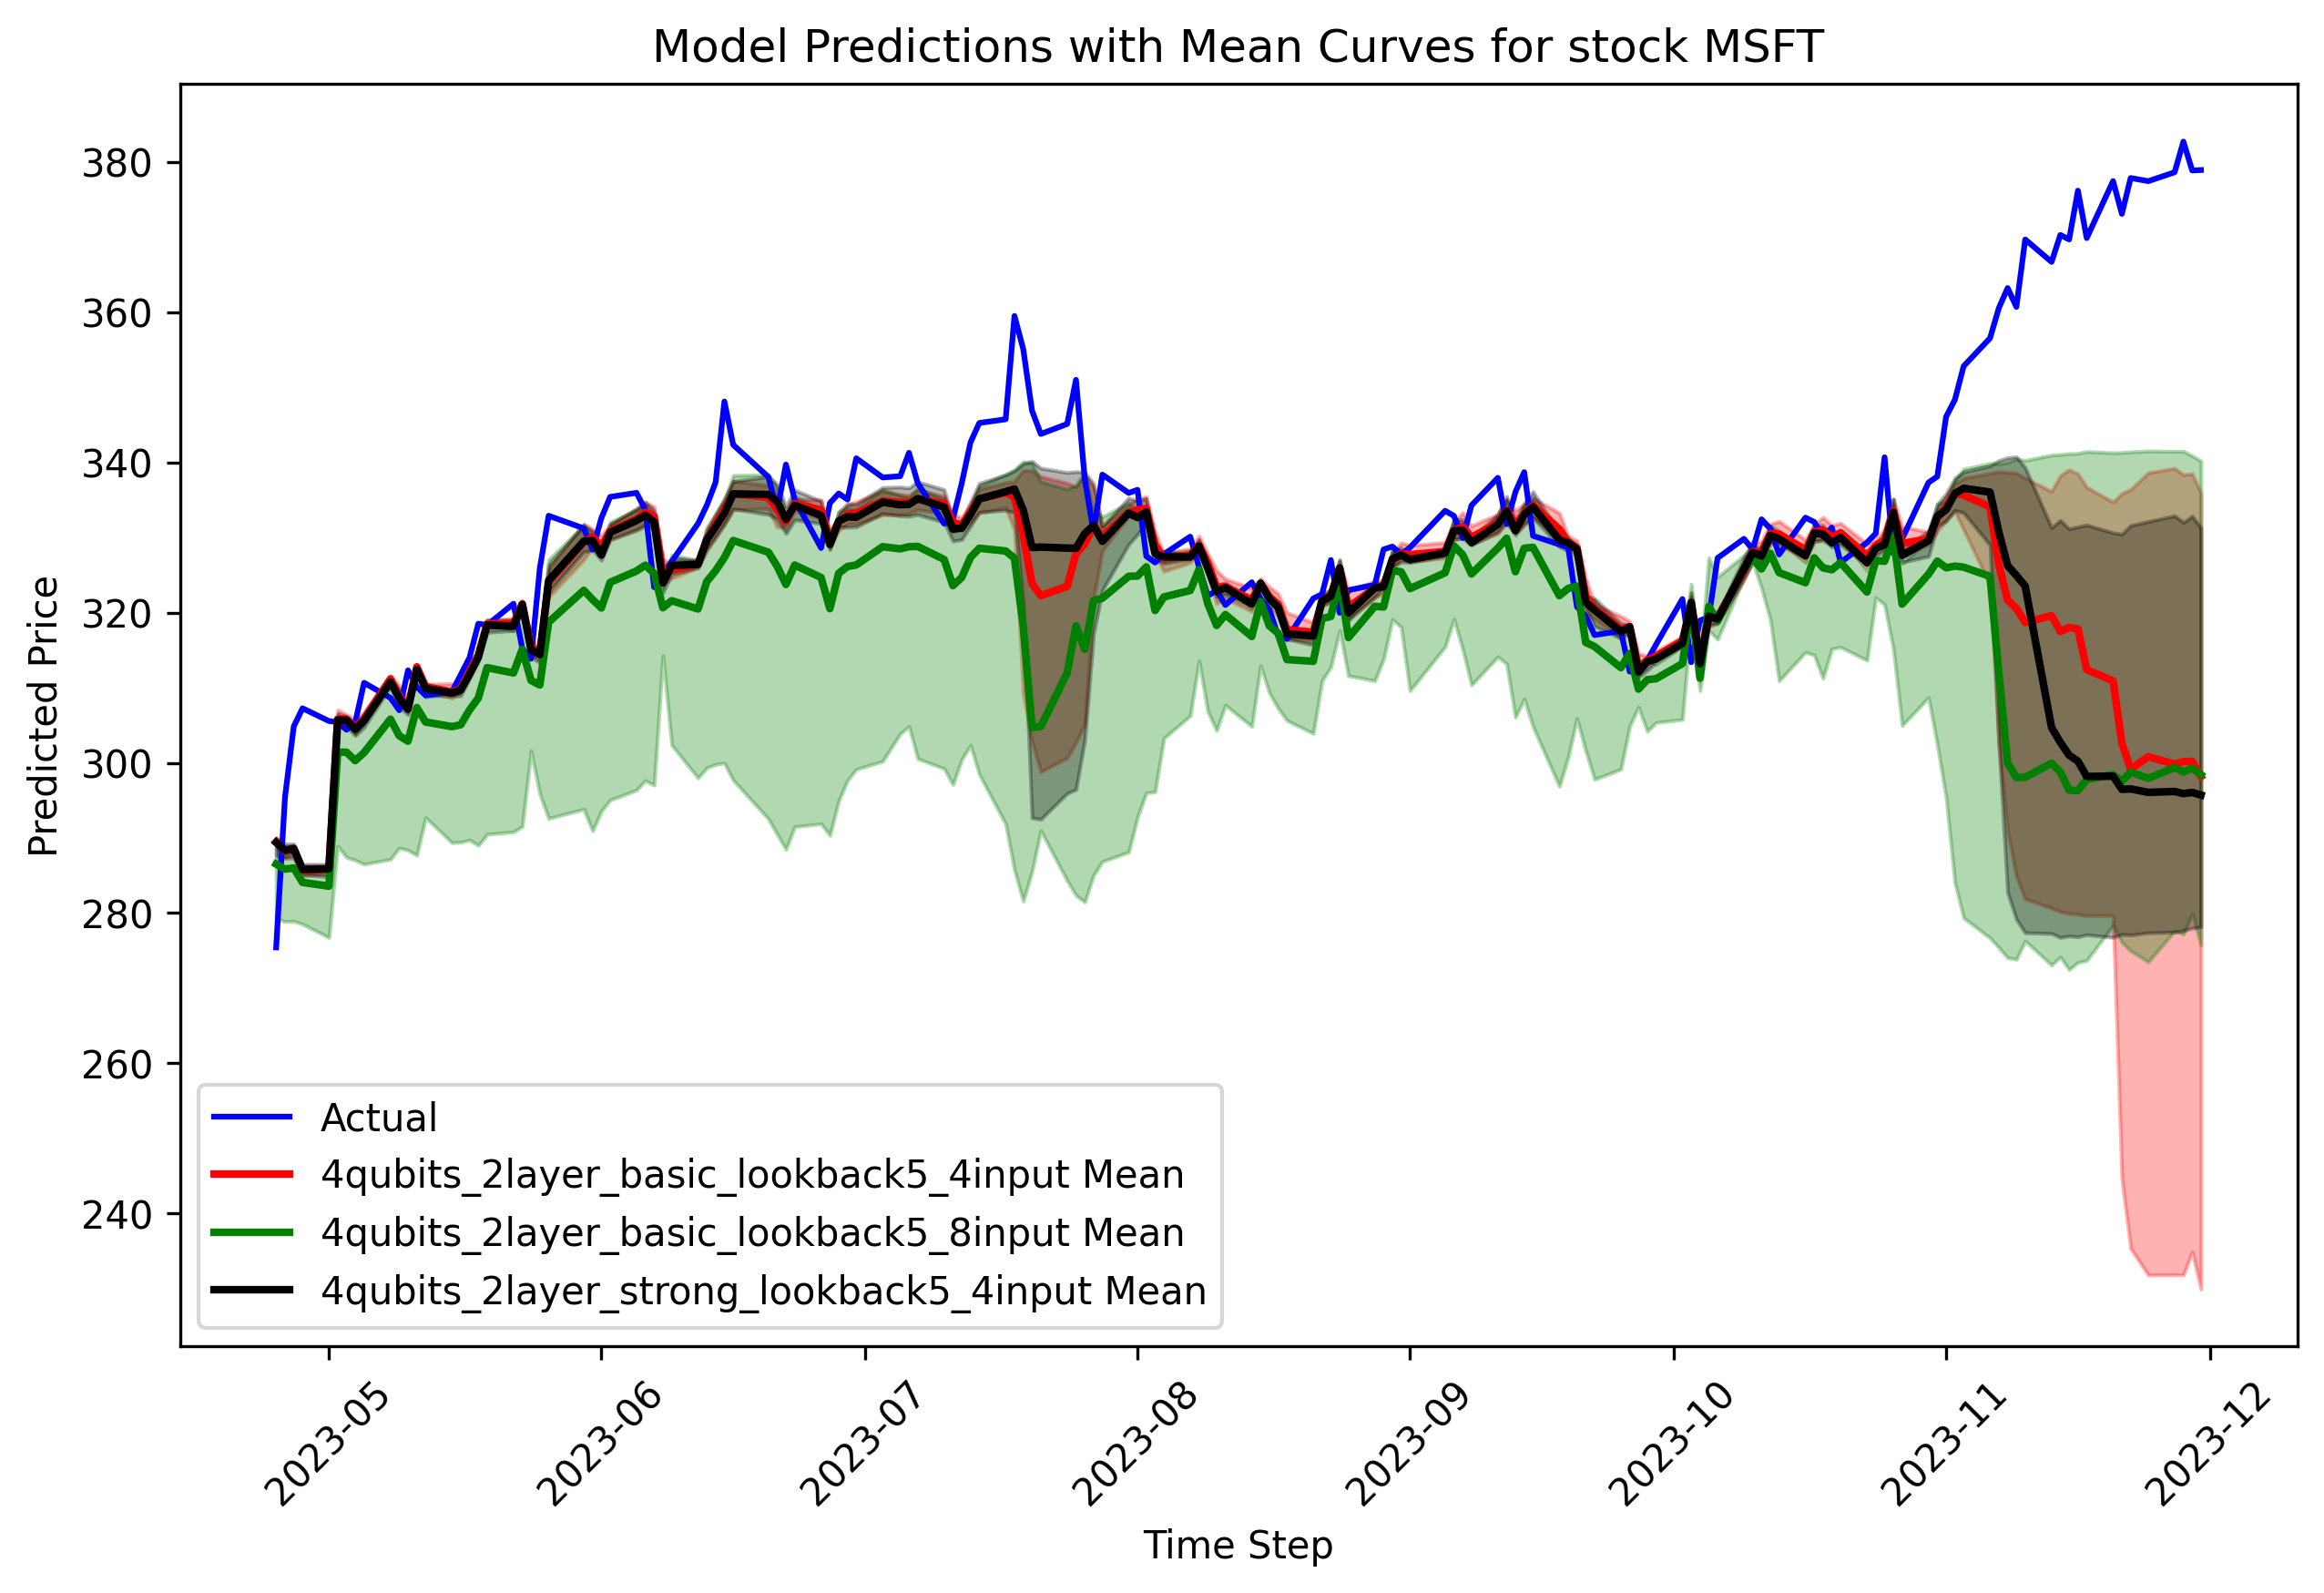 Model Predictions with Mean Curves for stock MSFT
Predicted Price
380
360
340
320
300
280
260
240
Actual
4qubits_2layer_basic_lookback5_4input Mean
4qubits_2layer_basic_lookback5_8input Mean
4qubits_2layer_strong_lookback5_4input Mean
2023-05
2023-06
2023-07
2023-08
2023-09
2023-10
2023-11
2023-12
Time Step